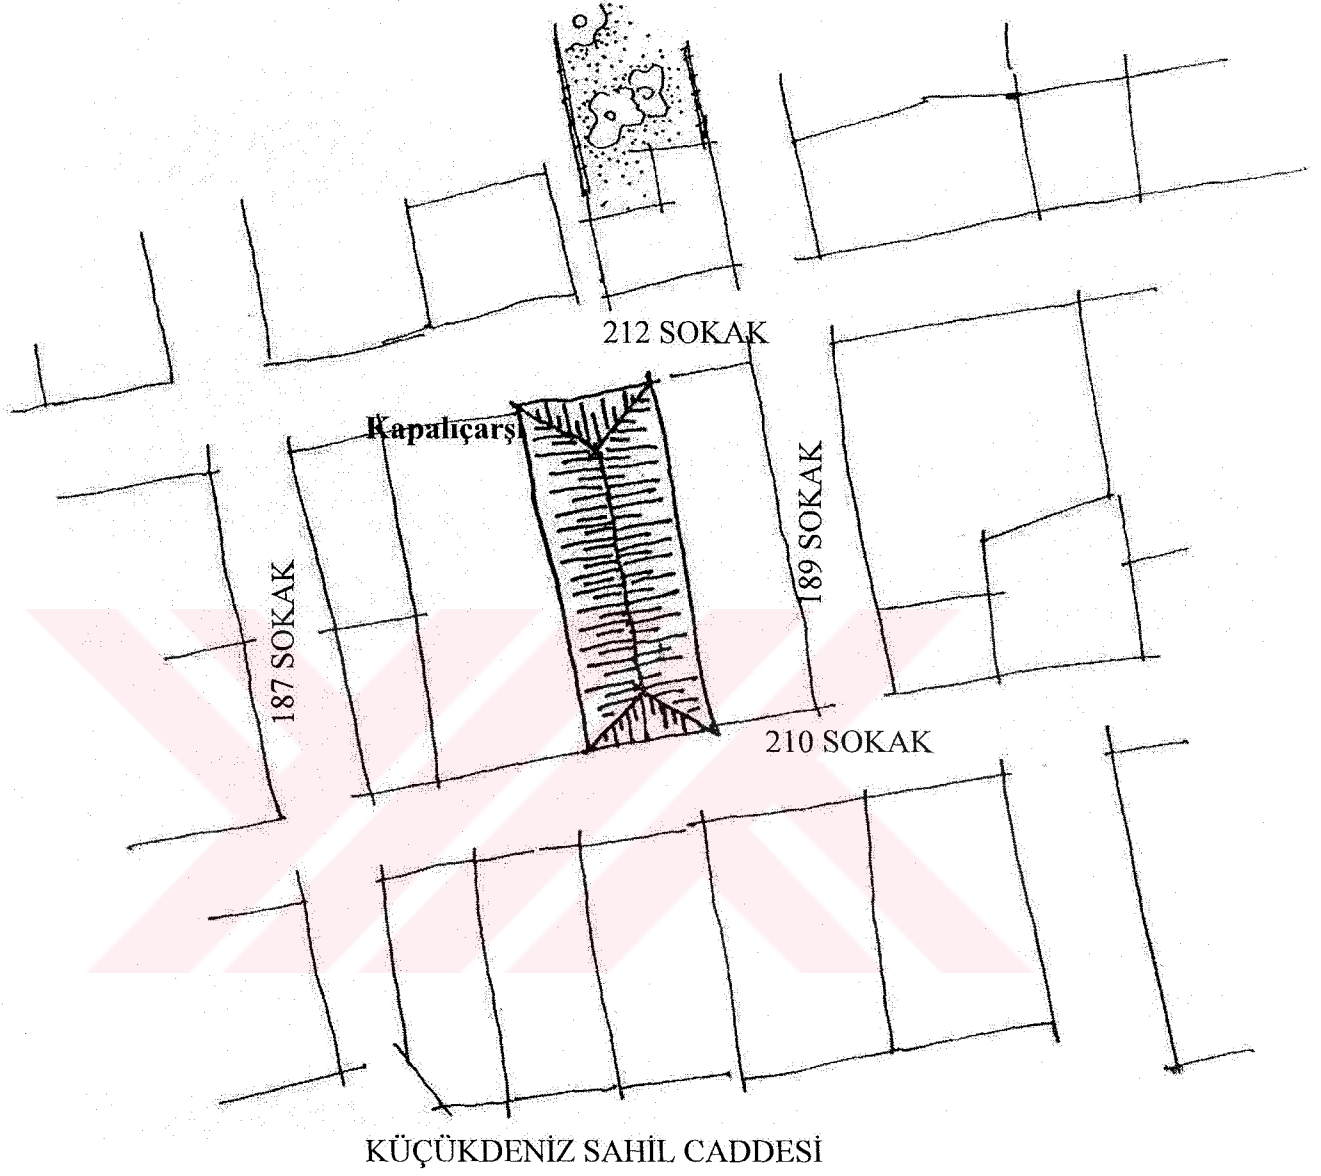 212 SOKAK
Kapalıçarşı
189 SOKAK
187 SOKAK
210 SOKAK
KÜÇÜKDENİZ SAHİL CADDESİ